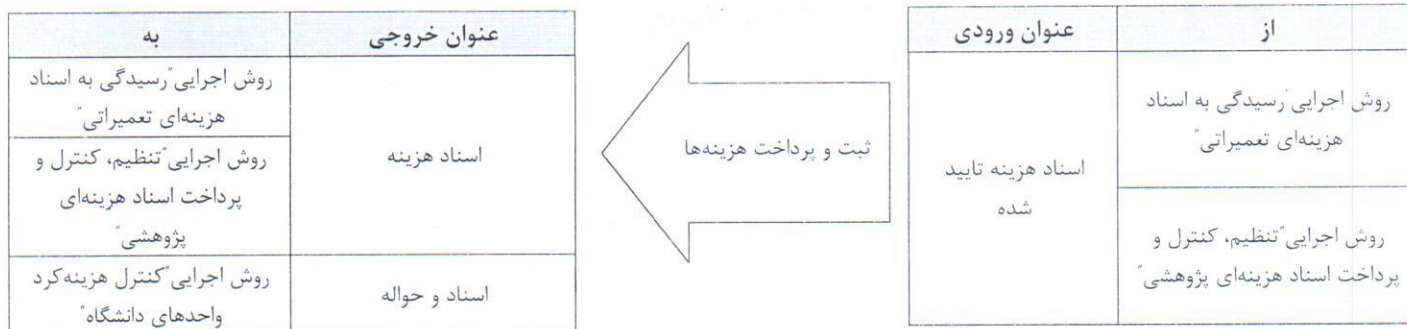 از
عنوان ورودی
روش اجرایی"رسیدگی به اسناد
هزینه‌ای تعمیراتی"
اسناد هزینه تایید
شده
روش اجرایی"تنظیم، کنترل و
پرداخت اسناد هزینه‌ای پژوهشی"
ثبت و پرداخت هزینه‌ها
عنوان خروجی
به
اسناد هزینه
روش اجرایی"رسیدگی به اسناد
هزینه‌ای تعمیراتی"
روش اجرایی"تنظیم، کنترل و
پرداخت اسناد هزینه‌ای
پژوهشی"
اسناد و حواله
روش اجرایی"کنترل هزینه‌کرد
واحدهای دانشگاه"